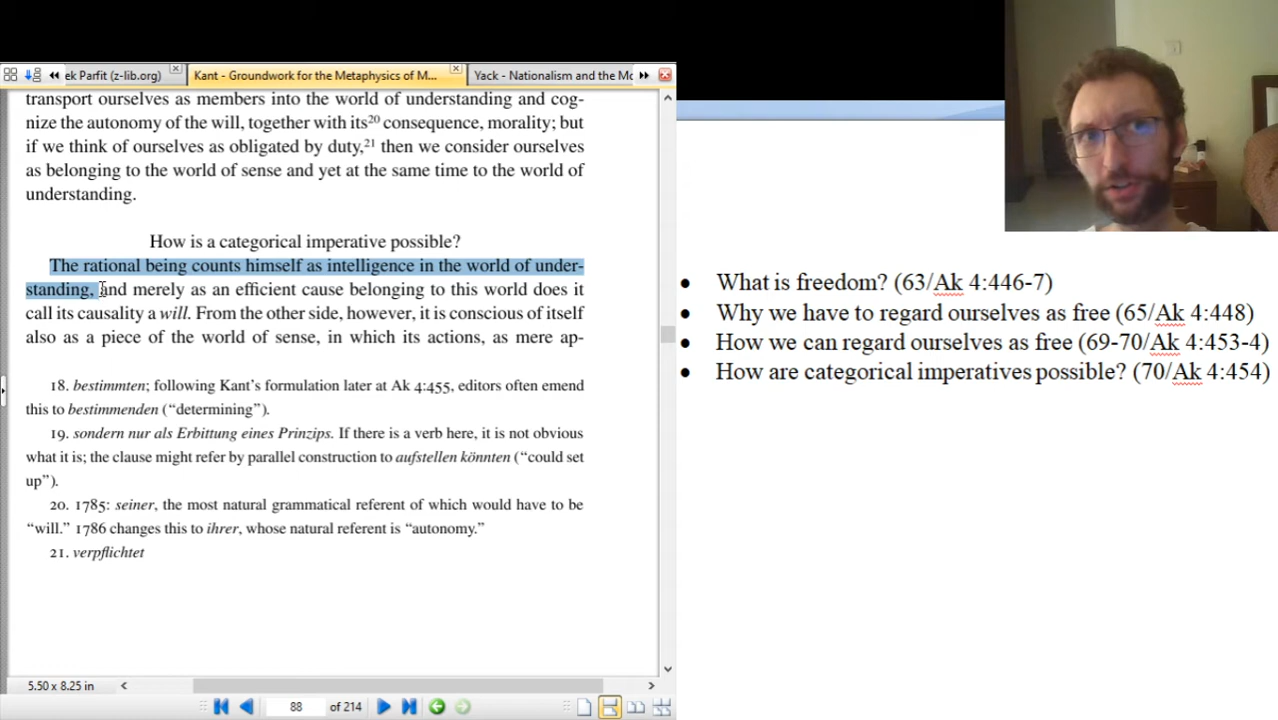 ek Parfit (z-lib.org)
Kant - Groundwork for the Metaphysics of M...
Yack - Nationalism and the Mo
transport ourselves as members into the world of understanding and cog-
nize the autonomy of the will, together with its20 consequence, morality; but
if we think of ourselves as obligated by duty,21 then we consider ourselves
as belonging to the world of sense and yet at the same time to the world of
understanding.
How is a categorical imperative possible?
The rational being counts himself as intelligence in the world of under-
standing, and merely as an efficient cause belonging to this world does it
call its causality a will. From the other side, however, it is conscious of itself
also as a piece of the world of sense, in which its actions, as mere ap-
18. bestimmten; following Kant's formulation later at Ak 4:455, editors often emend
this to bestimmenden ("determining").
19. sondern nur als Erbittung eines Prinzips. If there is a verb here, it is not obvious
what it is; the clause might refer by parallel construction to aufstellen könnten ("could set
up").
20. 1785: seiner, the most natural grammatical referent of which would have to be
"will." 1786 changes this to ihrer, whose natural referent is "autonomy."
21. verpflichtet
5.50 x 8.25 in
88 of 214
• What is freedom? (63/Ak 4:446-7)
• Why we have to regard ourselves as free (65/Ak 4:448)
• How we can regard ourselves as free (69-70/Ak 4:453-4)
• How are categorical imperatives possible? (70/Ak 4:454)